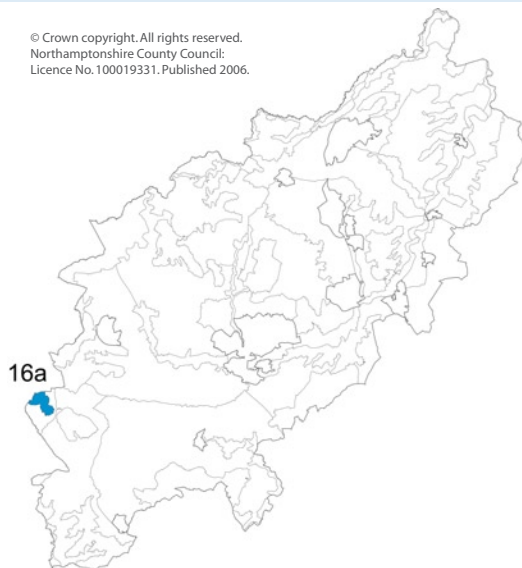 © Crown copyright. All rights reserved.
Northamptonshire County Council:
Licence No. 100019331. Published 2006.
16a